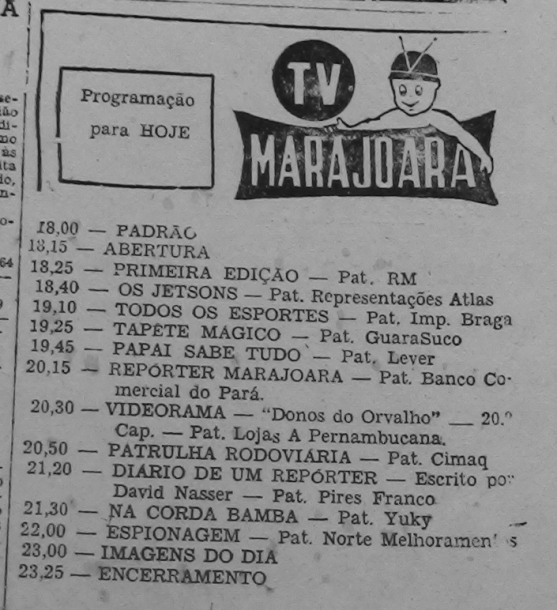 A
Programação
para HOJE
TV
MARAJOARA
18,00 — PADRÃO
18,15 — ABERTURA
18,25 — PRIMEIRA EDIÇÃO — Pat. RM
18,40 — OS JETSONS — Pat. Representações Atlas
19,10 — TODOS OS ESPORTES — Pat. Imp. Braga
19,25 — TAPÊTE MÁGICO — Pat. GuaraSuco
19,45 — PAPAI SABE TUDO — Pat. Lever
20,15 — REPÓRTER MARAJOARA — Pat. Banco Co-
mercial do Pará.
20,30 — VIDEORAMA — "Donos do Orvalho" — 20.º
Cap. — Pat. Lojas A Pernambucana.
20,50 — PATRULHA RODOVIÁRIA — Pat. Cimaq
21,20 — DIÁRIO DE UM REPÓRTER — Escrito por
David Nasser — Pat. Pires Franco
21,30 — NA CORDA BAMBA — Pat. Yuky
22,00 — ESPIONAGEM — Pat. Norte Melhoramentos
23,00 — IMAGENS DO DIA
23,25 — ENCERRAMENTO